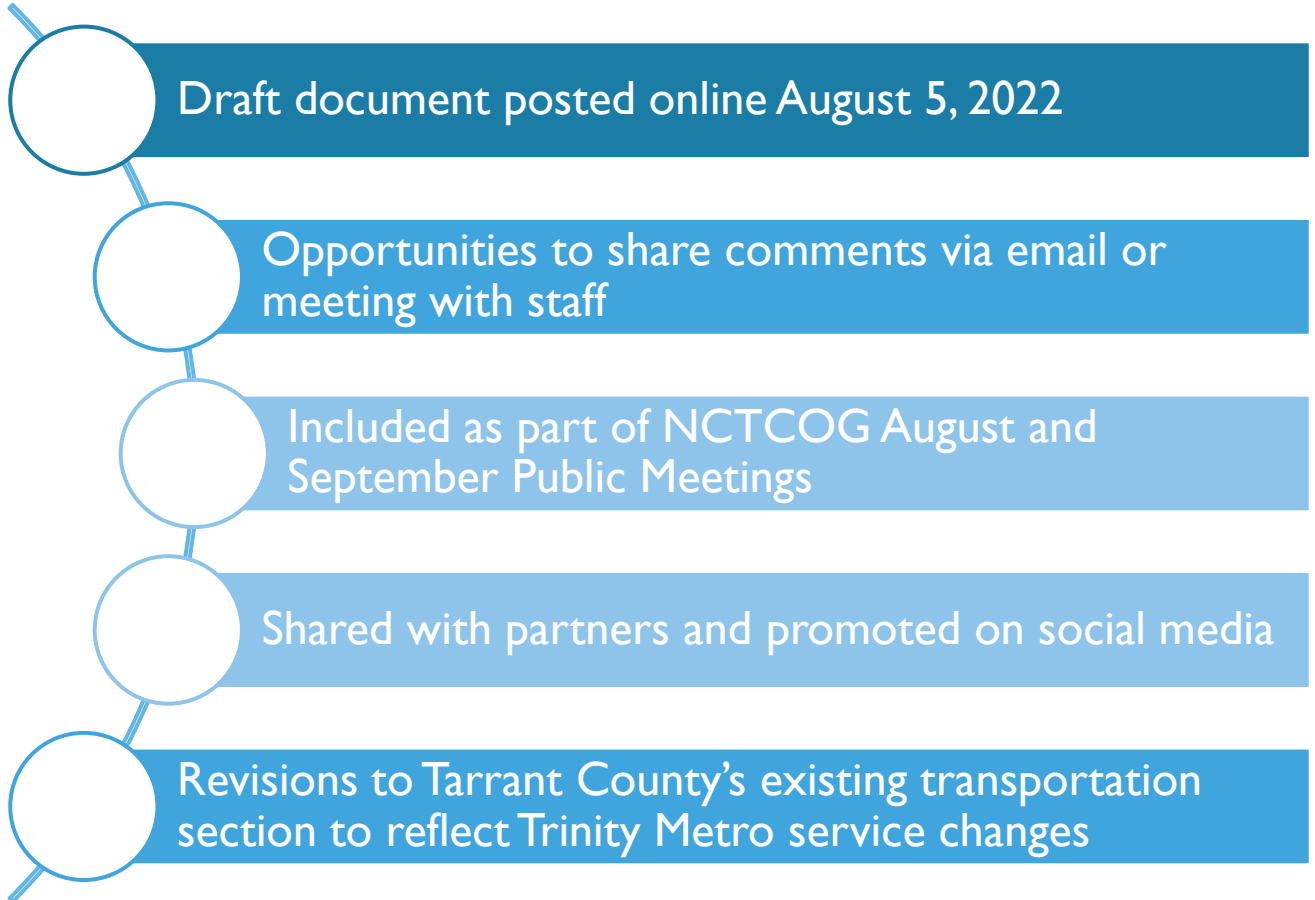 Draft document posted online August 5, 2022
Opportunities to share comments via email or
meeting with staff
Included as part of NCTCOG August and
September Public Meetings
Shared with partners and promoted on social media
Revisions to Tarrant County’s existing transportation
section to reflect Trinity Metro service changes